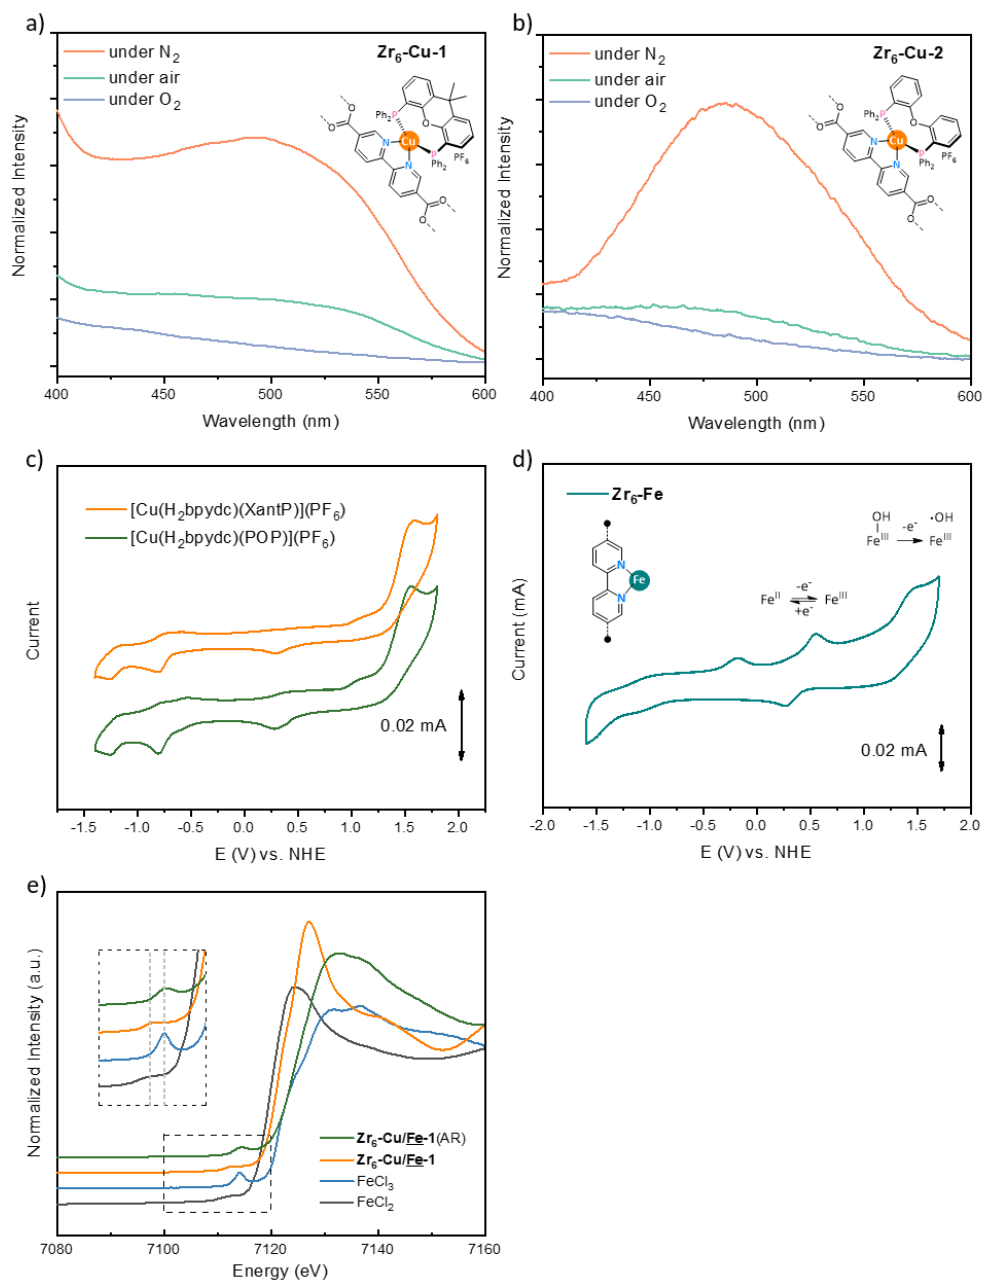 a)
under N2
under air
under O2
Zr6-Cu-1
O
O
Ph2
P
O
N
Cu
P
PF6
Ph2
N
O
O
Normalized Intensity
400
450
500
550
600
Wavelength (nm)
b)
under N2
under air
under O2
Zr6-Cu-2
O
O
Ph2
P
O
N
Cu
P
PF6
Ph2
N
O
O
Normalized Intensity
400
450
500
550
600
Wavelength (nm)
c)
[Cu(H2bpydc)(XantP)](PF6)
[Cu(H2bpydc)(POP)](PF6)
Current
0.02 mA
-1.5 -1.0 -0.5 0.0 0.5 1.0 1.5 2.0
E (V) vs. NHE
d)
Zr6-Fe
N
Fe
N
OH
FeIII
-e-
·OH
FeIII
FeII
-e-
+e-
FeIII
Current (mA)
0.02 mA
-2.0 -1.5 -1.0 -0.5 0.0 0.5 1.0 1.5 2.0
E (V) vs. NHE
e)
Normalized Intensity (a.u.)
Zr6-Cu/Fe-1(AR)
Zr6-Cu/Fe-1
FeCl3
FeCl2
7080 7100 7120 7140 7160
Energy (eV)